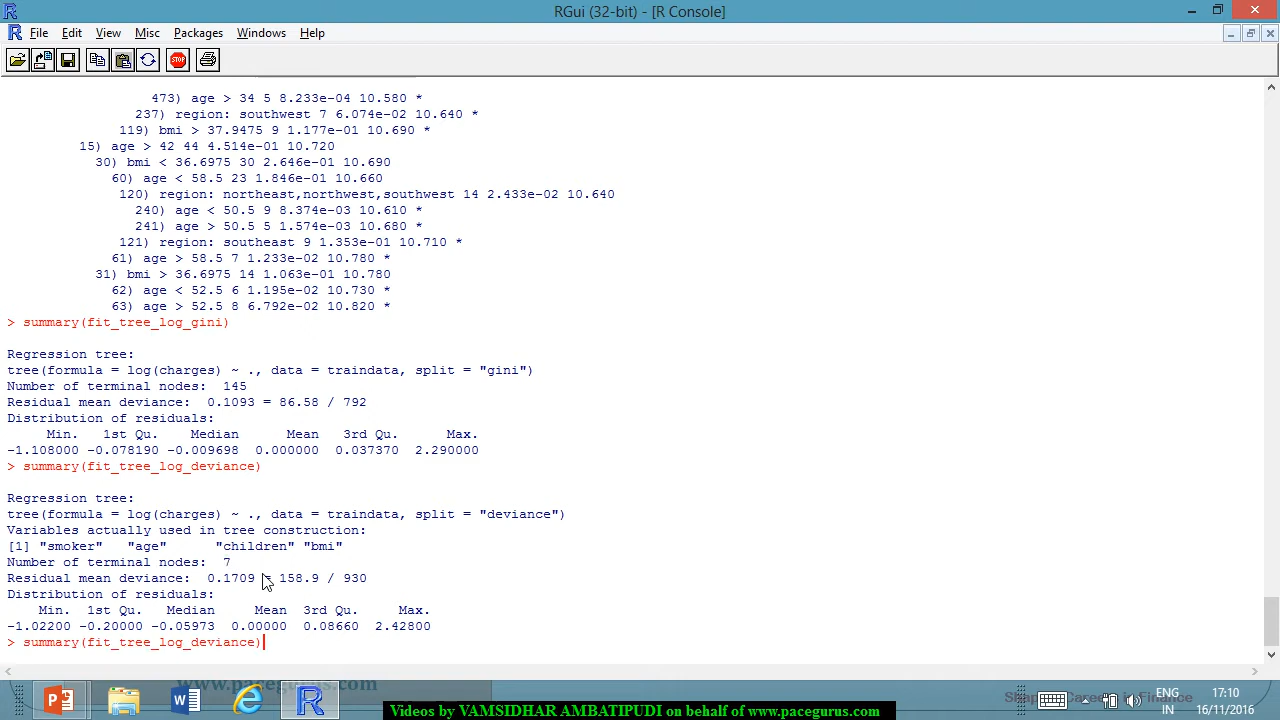 RGui (32-bit) - [R Console]
File Edit View Misc Packages Windows Help
STOP
473) age > 34 5 8.233e-04 10.580 *
237) region: southwest 7 6.074e-02 10.640 *
119) bmi > 37.9475 9 1.177e-01 10.690 *
15) age > 42 44 4.514e-01 10.720
30) bmi < 36.6975 30 2.646e-01 10.690
60) age < 58.5 23 1.846e-01 10.660
120) region: northeast,northwest,southwest 14 2.433e-02 10.640
240) age < 50.5 9 8.374e-03 10.610 *
241) age > 50.5 5 1.574e-03 10.680 *
121) region: southeast 9 1.353e-01 10.710 *
61) age > 58.5 7 1.233e-02 10.780 *
31) bmi > 36.6975 14 1.063e-01 10.780
62) age < 52.5 6 1.195e-02 10.730 *
63) age > 52.5 8 6.792e-02 10.820 *
> summary(fit_tree_log_gini)
Regression tree:
tree(formula = log(charges) ~ ., data = traindata, split = "gini")
Number of terminal nodes:  145
Residual mean deviance:  0.1093 = 86.58 / 792
Distribution of residuals:
Min. 1st Qu. Median Mean 3rd Qu. Max.
-1.108000 -0.078190 -0.009698 0.000000 0.037370 2.290000
> summary(fit_tree_log_deviance)
Regression tree:
tree(formula = log(charges) ~ ., data = traindata, split = "deviance")
Variables actually used in tree construction:
[1] "smoker" "age" "children" "bmi"
Number of terminal nodes:  7
Residual mean deviance:  0.1709 = 158.9 / 930
Distribution of residuals:
Min. 1st Qu. Median Mean 3rd Qu. Max.
-1.02200 -0.20000 -0.05973 0.00000 0.08660 2.42800
> summary(fit_tree_log_deviance)
www.pacegurus.com
ENG
IN
17:10
16/11/2016
Videos by VAMSIDHAR AMBATIPUDI on behalf of www.pacegurus.com